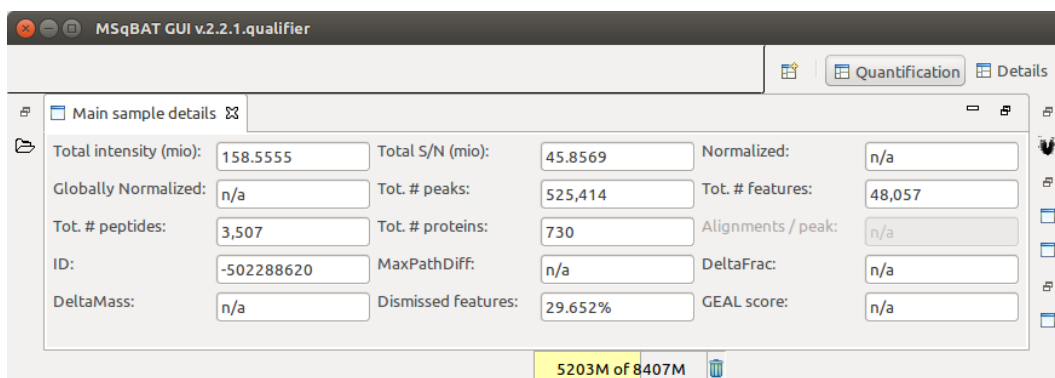 MSqBAT GUI v.2.2.1.qualifier
Quantification Details
Main sample details
Total intensity (mio): 158.5555 Total S/N (mio): 45.8569 Normalized: n/a
Globally Normalized: n/a Tot. # peaks: 525,414 Tot. # features: 48,057
Tot. # peptides: 3,507 Tot. # proteins: 730 Alignments / peak: n/a
ID: -502288620 MaxPathDiff: n/a DeltaFrac: n/a
DeltaMass: n/a Dismissed features: 29.652% GEAL score: n/a
5203M of 8407M